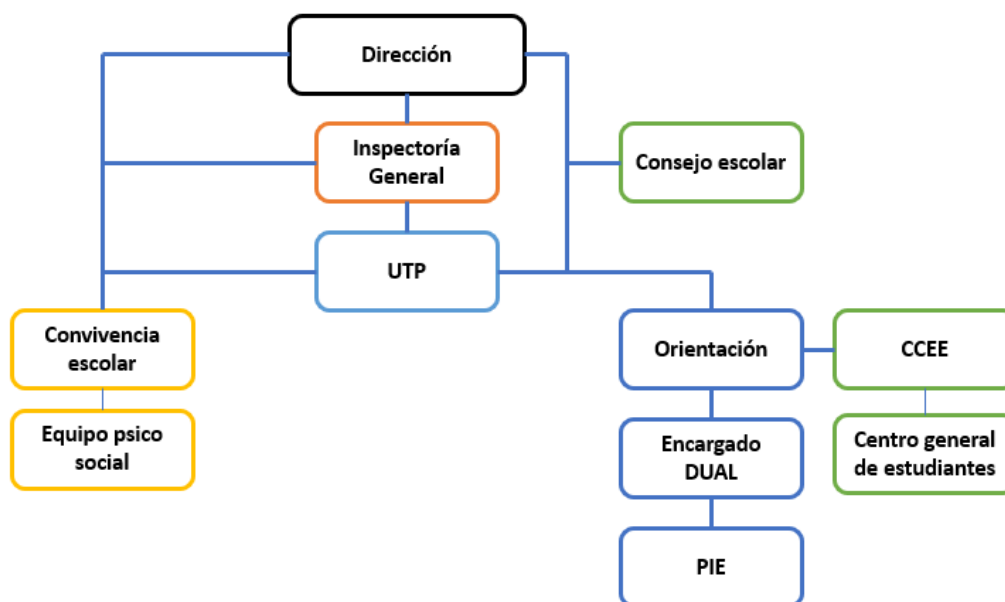 Dirección
Inspectoría
General
Consejo escolar
UTP
Convivencia
escolar
Orientación
CCEE
Equipo psico
social
Encargado
DUAL
Centro general
de estudiantes
PIE